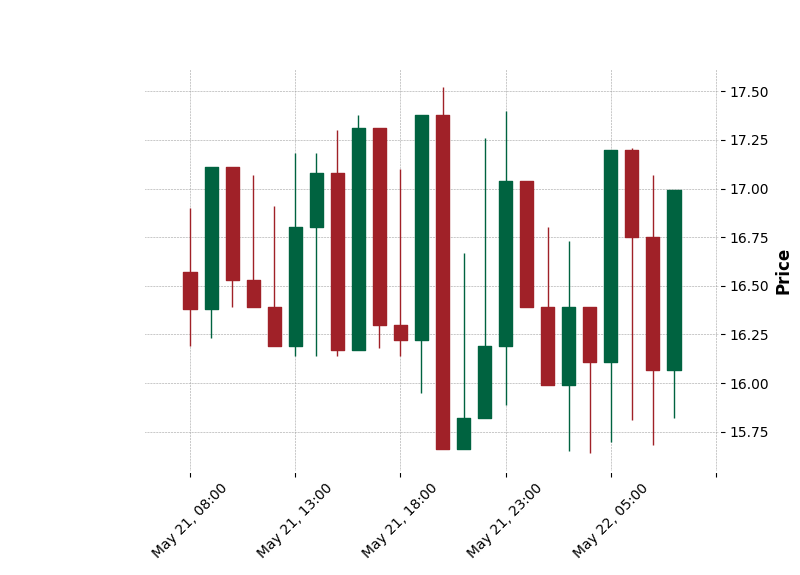 17.50
17.25
17.00
16.75
16.50
16.25
16.00
15.75
Price
May 21, 08:00
May 21, 13:00
May 21, 18:00
May 21, 23:00
May 22, 05:00